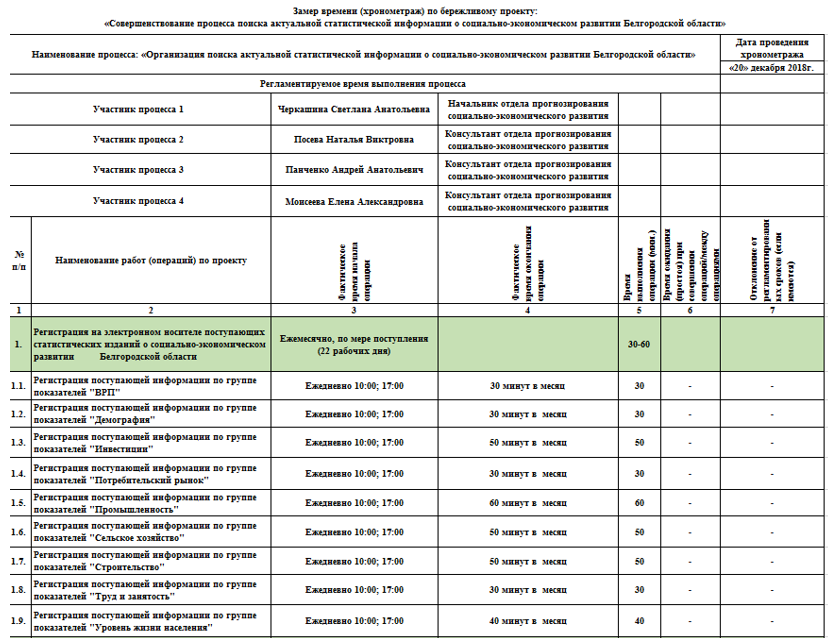 Замер времени (хронометраж) по бережливому проекту:
«Совершенствование процесса поиска актуальной статистической информации о социально-экономическом развитии Белгородской области»
Наименование процесса: «Организация поиска актуальной статистической информации о социально-экономическом развитии Белгородской области»
Дата проведения
хронометража
«20» декабря 2018г.
Регламентируемое время выполнения процесса
Участник процесса 1
Черкашина Светлана Анатольевна
Начальник отдела прогнозирования
социально-экономического развития
Участник процесса 2
Посева Наталья Виктровна
Консультант отдела прогнозирования
социально-экономического развития
Участник процесса 3
Панченко Андрей Анатольевич
Консультант отдела прогнозирования
социально-экономического развития
Участник процесса 4
Моисеева Елена Александровна
Консультант отдела прогнозирования
социально-экономического развития
№
п/п
Наименование работ (операций) по проекту
Фактическое
время начала
операции
Фактическое
время окончания
операции
Время
выполнения
операции (мин.)
Время ожидания
(простоя) при
совершении
операций/между
операциями
Отклонение от
регламентировани
ых сроков (если
имеются)
1
2
3
4
5
6
7
1.
Регистрация на электронном носителе поступающих
статистических изданий о социально-экономическом
развитии Белгородской области
Ежемесячно, по мере поступления
(22 рабочих дня)
30-60
1.1.
Регистрация поступающей информации по группе
показателей "ВРП"
Ежедневно 10:00; 17:00
30 минут в месяц
30
-
-
1.2.
Регистрация поступающей информации по группе
показателей "Демография"
Ежедневно 10:00; 17:00
30 минут в месяц
30
-
-
1.3.
Регистрация поступающей информации по группе
показателей "Инвестиции"
Ежедневно 10:00; 17:00
50 минут в месяц
50
-
-
1.4.
Регистрация поступающей информации по группе
показателей "Потребительский рынок"
Ежедневно 10:00; 17:00
30 минут в месяц
30
-
-
1.5.
Регистрация поступающей информации по группе
показателей "Промышленность"
Ежедневно 10:00; 17:00
60 минут в месяц
60
-
-
1.6.
Регистрация поступающей информации по группе
показателей "Сельское хозяйство"
Ежедневно 10:00; 17:00
50 минут в месяц
50
-
-
1.7.
Регистрация поступающей информации по группе
показателей "Строительство"
Ежедневно 10:00; 17:00
50 минут в месяц
50
-
-
1.8.
Регистрация поступающей информации по группе
показателей "Труд и занятость"
Ежедневно 10:00; 17:00
30 минут в месяц
30
-
-
1.9.
Регистрация поступающей информации по группе
показателей "Уровень жизни населения"
Ежедневно 10:00; 17:00
40 минут в месяц
40
-
-